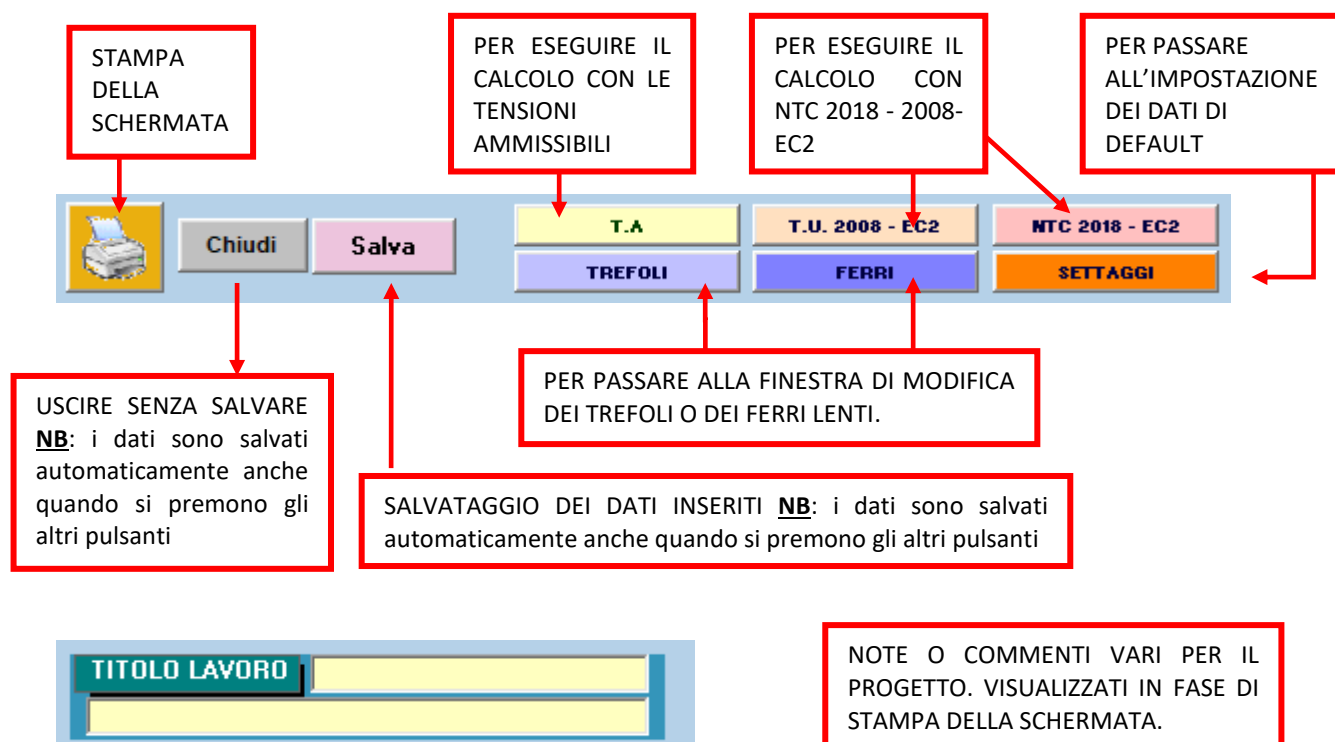 STAMPA
DELLA
SCHERMATA
PER ESEGUIRE IL
CALCOLO CON LE
TENSIONI
AMMISSIBILI
PER ESEGUIRE IL
CALCOLO CON
NTC 2018 - 2008-
EC2
PER PASSARE
ALL'IMPOSTAZIONE
DEI DATI DI
DEFAULT
Chiudi
Salva
T.A
T.U. 2008 - EC2
NTC 2018 - EC2
TREFOLI
FERRI
SETTAGGI
USCIRE SENZA SALVARE
NB: i dati sono salvati
automaticamente anche
quando si premono gli
altri pulsanti
PER PASSARE ALLA FINESTRA DI MODIFICA
DEI TREFOLI O DEI FERRI LENTI.
SALVATAGGIO DEI DATI INSERITI NB: i dati sono salvati
automaticamente anche quando si premono gli altri pulsanti
TITOLO LAVORO
NOTE O COMMENTI VARI PER IL
PROGETTO. VISUALIZZATI IN FASE DI
STAMPA DELLA SCHERMATA.